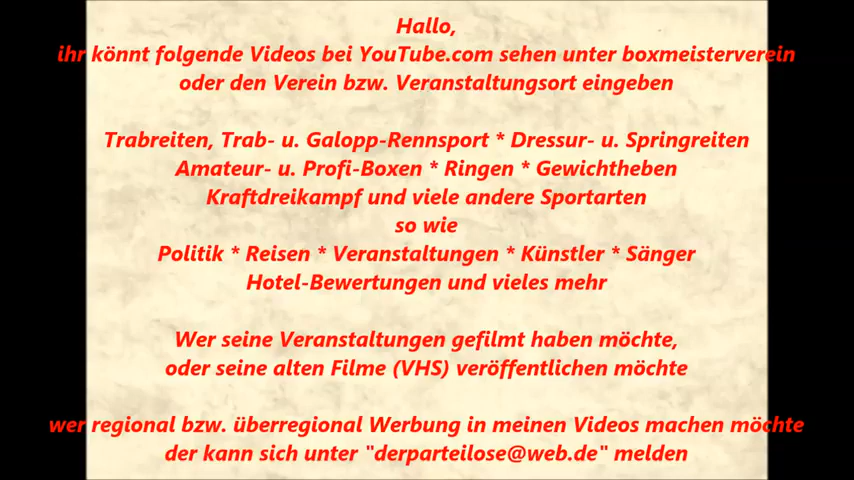 Hallo,
ihr könnt folgende Videos bei YouTube.com sehen unter boxmeisterverein
oder den Verein bzw. Veranstaltungsort eingeben
Trabreiten, Trab- u. Galopp-Rennsport * Dressur- u. Springreiten
Amateur- u. Profi-Boxen * Ringen * Gewichtheben
Kraftdreikampf und viele andere Sportarten
so wie
Politik * Reisen * Veranstaltungen * Künstler * Sänger
Hotel-Bewertungen und vieles mehr
Wer seine Veranstaltungen gefilmt haben möchte,
oder seine alten Filme (VHS) veröffentlichen möchte
wer regional bzw. überregional Werbung in meinen Videos machen möchte
der kann sich unter "derparteilose@web.de" melden